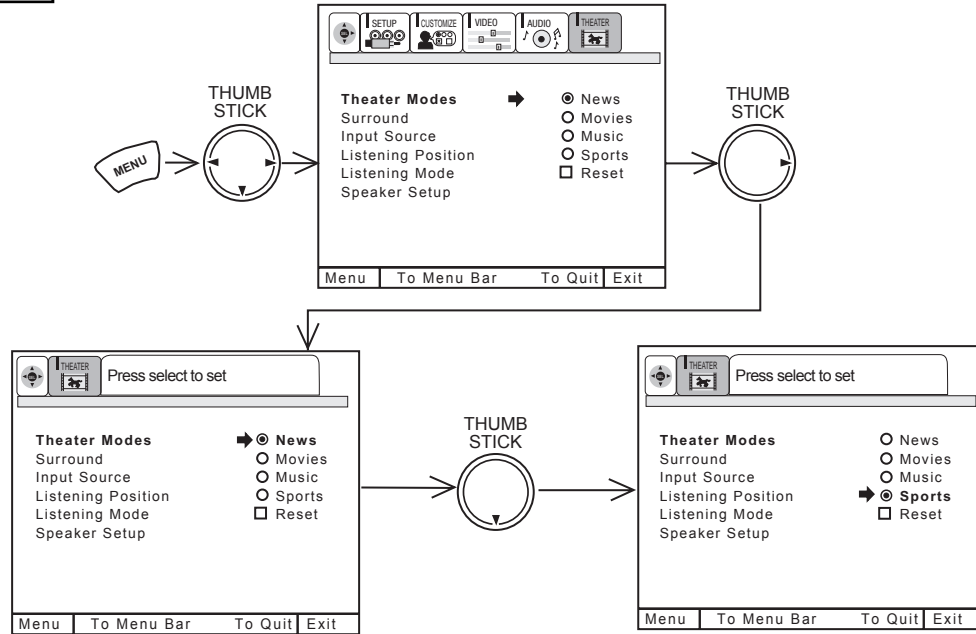 SETUP CUSTOMIZE VIDEO AUDIO THEATER
THUMB
STICK
MENU
Theater Modes News
Surround Movies
Input Source Music
Listening Position Sports
Listening Mode Reset
Speaker Setup
Menu To Menu Bar To Quit Exit
THUMB
STICK
THEATER
Press select to set
Theater Modes News
Surround Movies
Input Source Music
Listening Position Sports
Listening Mode Reset
Speaker Setup
Menu To Menu Bar To Quit Exit
THUMB
STICK
THEATER
Press select to set
Theater Modes News
Surround Movies
Input Source Music
Listening Position Sports
Listening Mode Reset
Speaker Setup
Menu To Menu Bar To Quit Exit